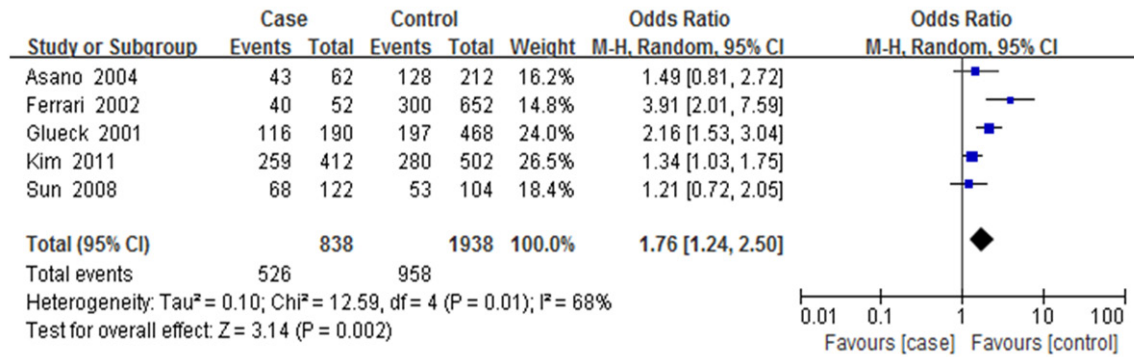 Case Control Odds Ratio Odds Ratio
Study or Subgroup Events Total Events Total Weight M-H, Random, 95% CI M-H, Random, 95% CI
Asano 2004 43 62 128 212 16.2% 1.49 [0.81, 2.72]
Ferrari 2002 40 52 300 652 14.8% 3.91 [2.01, 7.59]
Glueck 2001 116 190 197 468 24.0% 2.16 [1.53, 3.04]
Kim 2011 259 412 280 502 26.5% 1.34 [1.03, 1.75]
Sun 2008 68 122 53 104 18.4% 1.21 [0.72, 2.05]
Total (95% CI) 838 1938 100.0% 1.76 [1.24, 2.50]
Total events 526 958
Heterogeneity: Tau² = 0.10; Chi² = 12.59, df = 4 (P = 0.01); I² = 68%
Test for overall effect: Z = 3.14 (P = 0.002)
0.01 0.1 1 10 100
Favours [case] Favours [control]